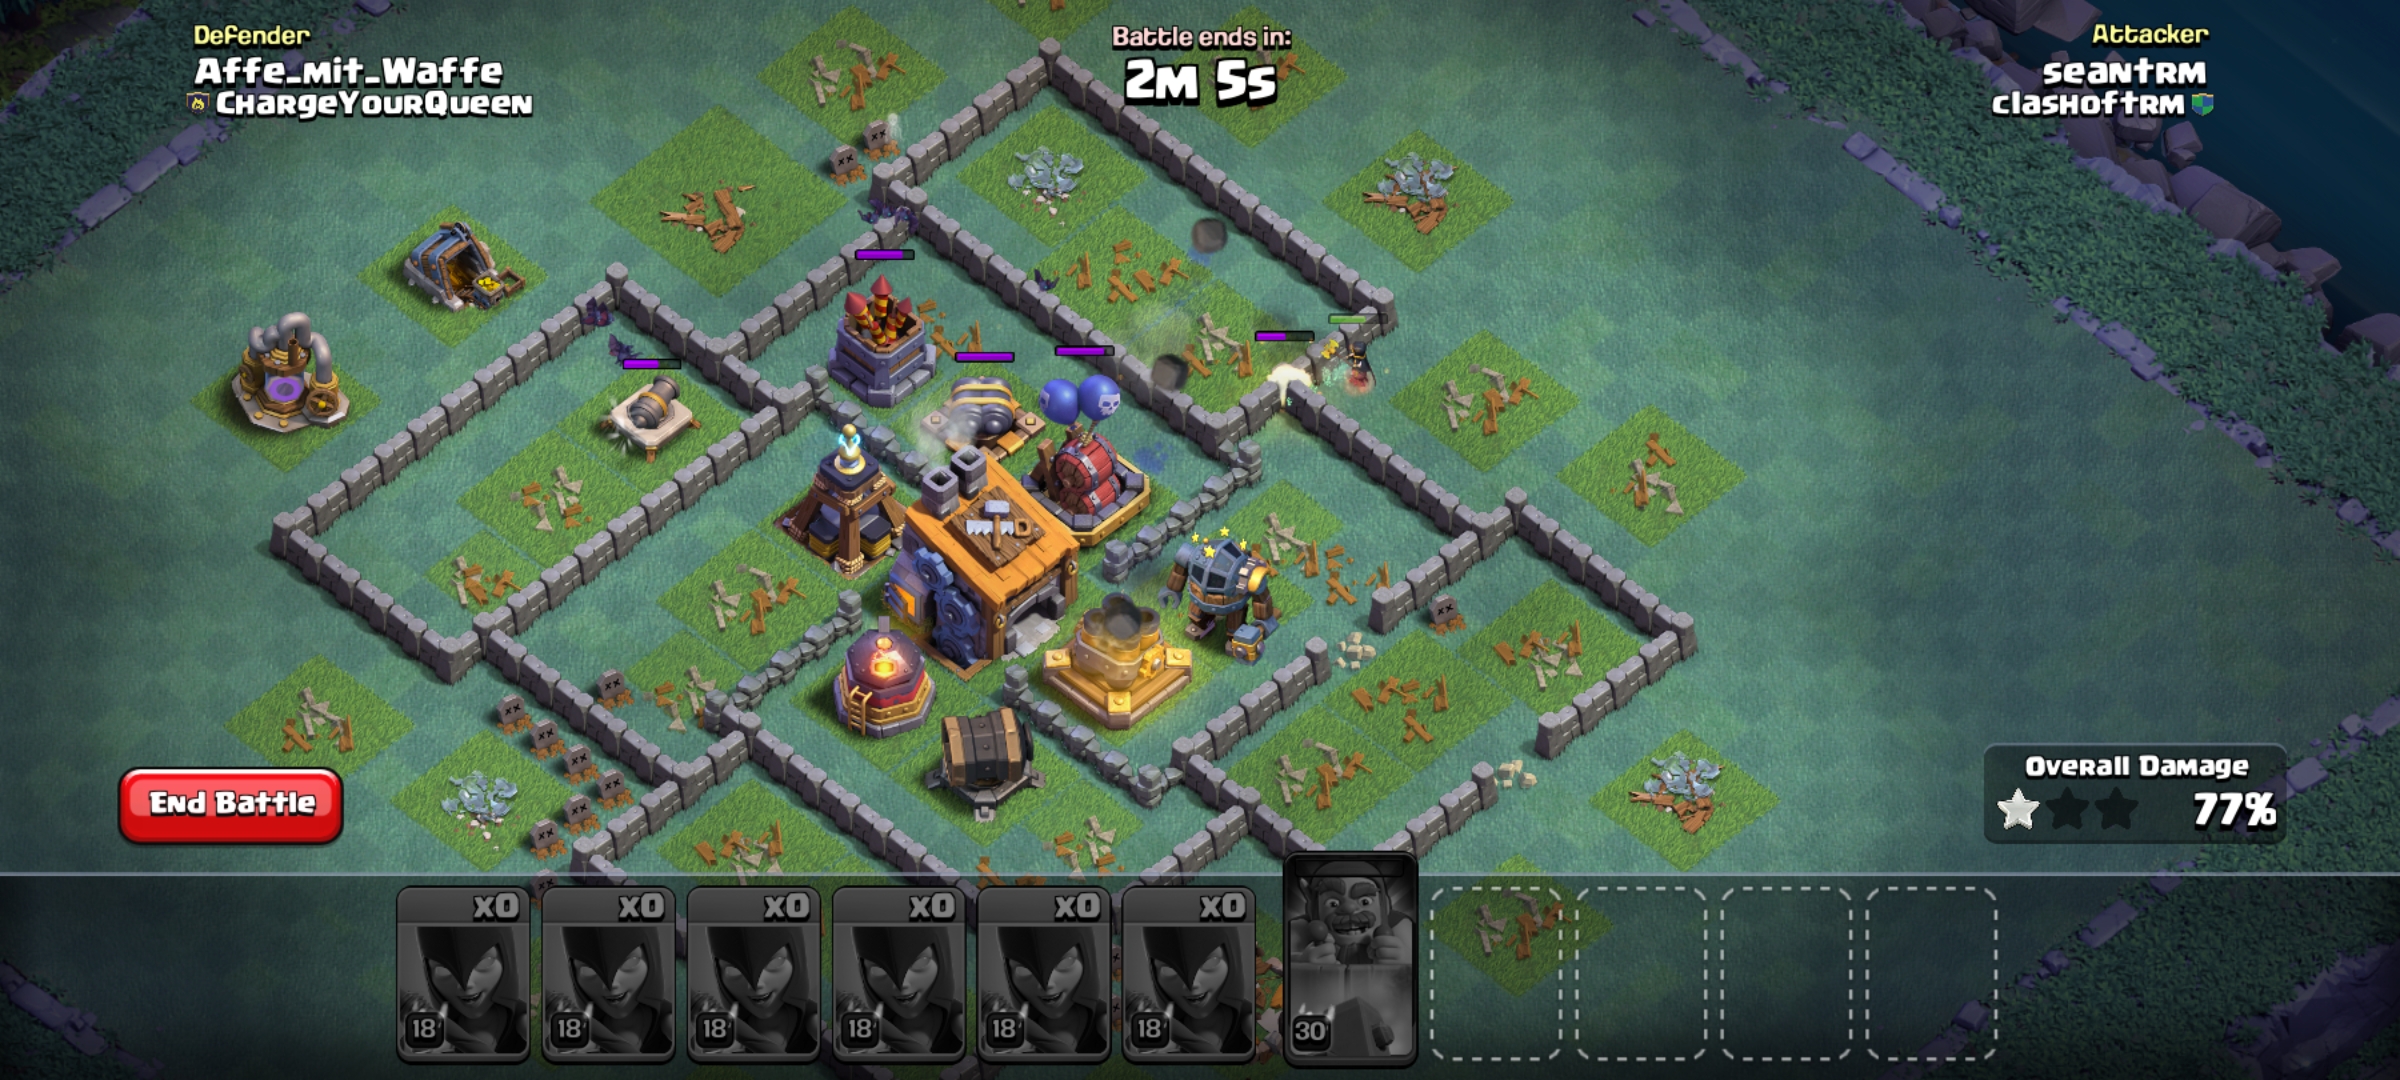 Defender
Affe_mit_Waffe
ChargeYourQueen
Battle ends in:
2M 5s
Attacker
seantRM
clashoftRM
End Battle
Overall Damage
77%
x0
x0
x0
x0
x0
x0
18
18
18
18
18
18
30